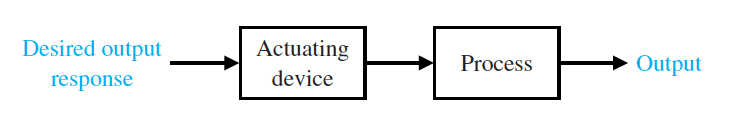 Desired output
response
Actuating
device
Process
Output